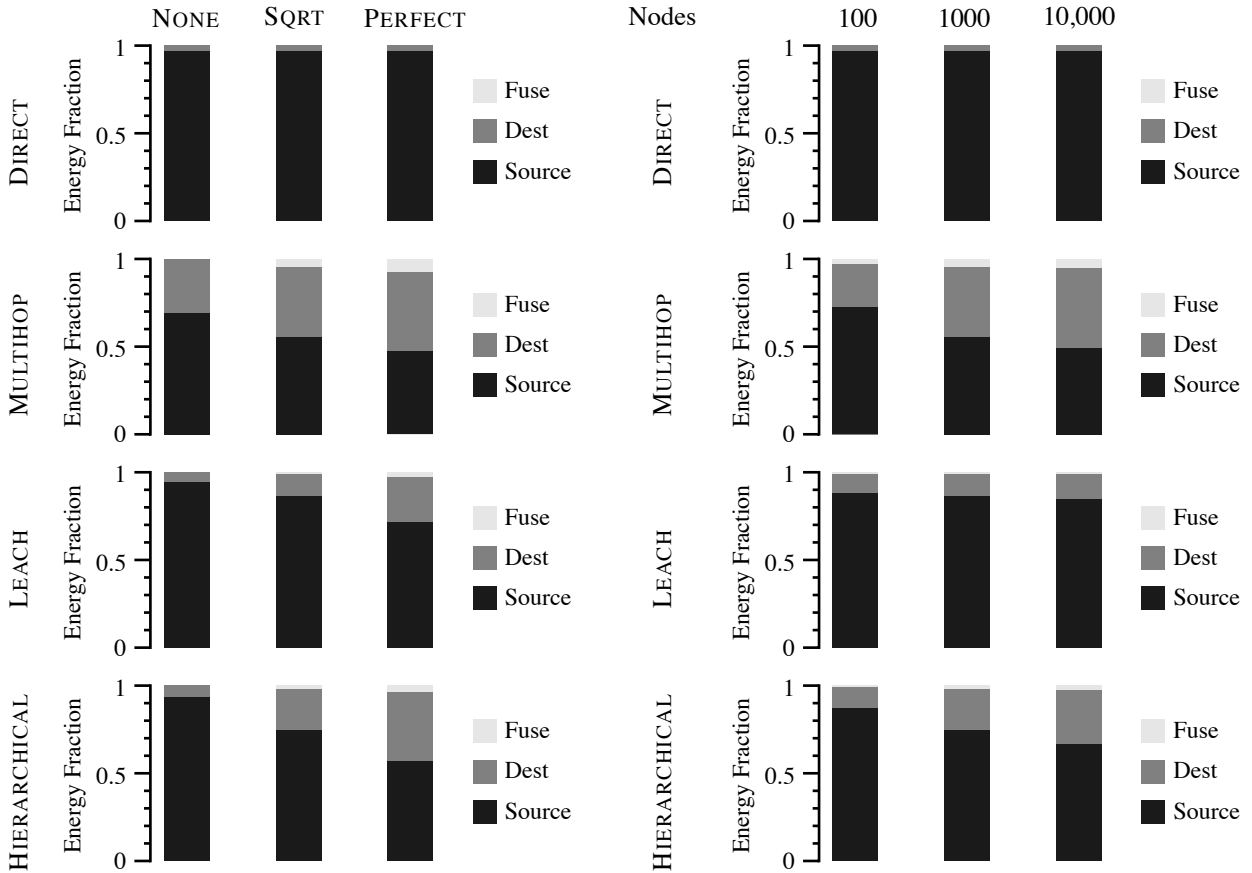 NONE SQRT PERFECT Nodes 100 1000 10,000
DIRECT
Energy Fraction
1
0.5
0
Fuse
Dest
Source
DIRECT
Energy Fraction
1
0.5
0
Fuse
Dest
Source
MULTIHOP
Energy Fraction
1
0.5
0
Fuse
Dest
Source
MULTIHOP
Energy Fraction
1
0.5
0
Fuse
Dest
Source
LEACH
Energy Fraction
1
0.5
0
Fuse
Dest
Source
LEACH
Energy Fraction
1
0.5
0
Fuse
Dest
Source
HIERARCHICAL
Energy Fraction
1
0.5
0
Fuse
Dest
Source
HIERARCHICAL
Energy Fraction
1
0.5
0
Fuse
Dest
Source